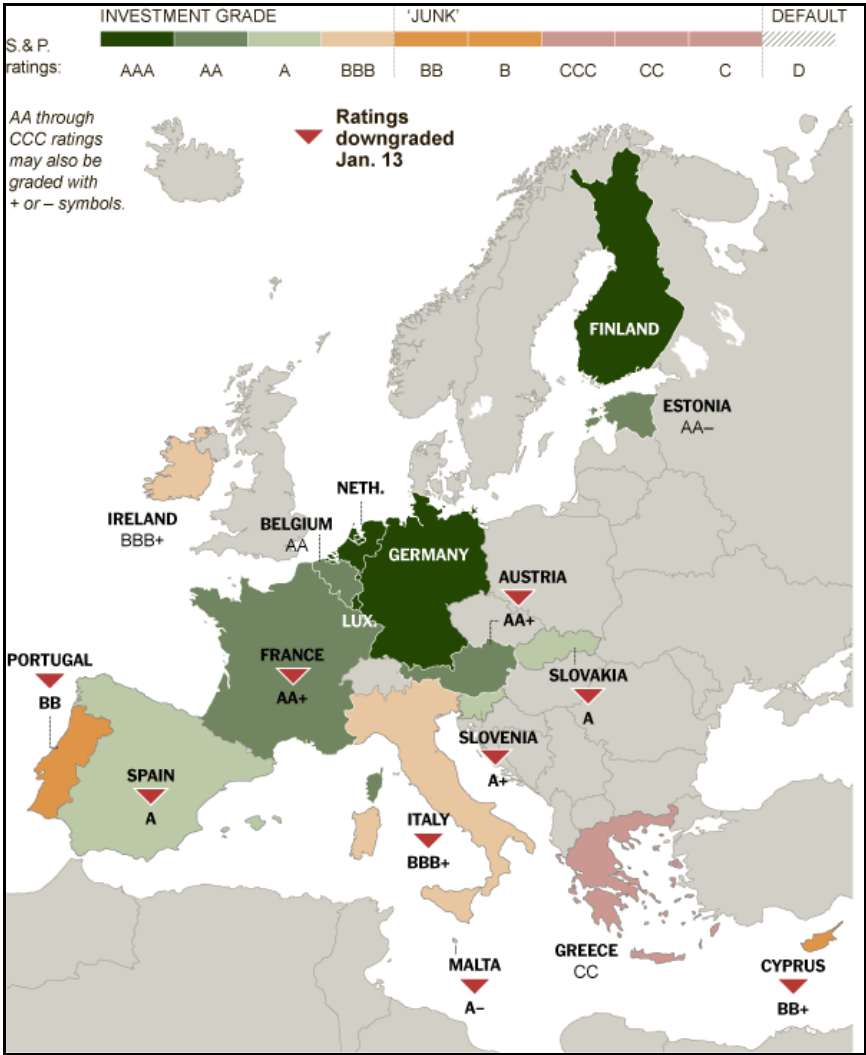 INVESTMENT GRADE
'JUNK'
DEFAULT
S.& P.
ratings:
AAA
AA
A
BBB
BB
B
CCC
CC
C
D
AA through
CCC ratings
may also be
graded with
+ or – symbols.
Ratings
downgraded
Jan. 13
FINLAND
ESTONIA
AA–
NETH.
IRELAND
BBB+
BELGIUM
AA
GERMANY
AUSTRIA
AA+
LUX.
FRANCE
AA+
PORTUGAL
BB
SLOVAKIA
A
SLOVENIA
A+
SPAIN
A
ITALY
BBB+
GREECE
CC
MALTA
A–
CYPRUS
BB+